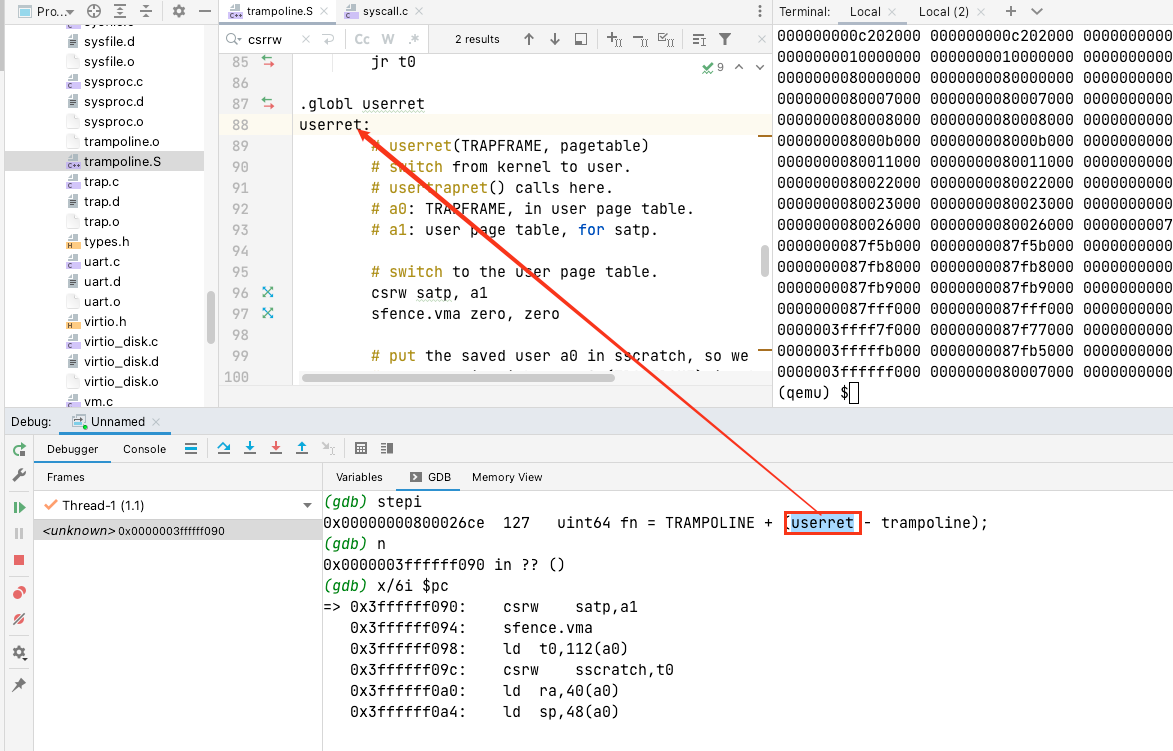 Pro...
trampoline.S
syscall.c
Terminal:
Local
Local (2)
csrrw
Cc
W
.*
2 results
sysfile.d
sysfile.o
sysproc.c
sysproc.d
sysproc.o
trampoline.o
trampoline.S
trap.c
trap.d
trap.o
types.h
uart.c
uart.d
uart.o
virtio.h
virtio_disk.c
virtio_disk.d
virtio_disk.o
vm.c
9
85 jr t0
86
87 .globl userret
88 userret:
89 # userret(TRAPFRAME, pagetable)
90 # switch from kernel to user.
91 # usertrapret() calls here.
92 # a0: TRAPFRAME, in user page table.
93 # a1: user page table, for satp.
94
95 # switch to the user page table.
96 csrw satp, a1
97 sfence.vma zero, zero
98
99 # put the saved user a0 in sscratch, so we
100
000000000c202000 000000000c202000 0000000000
0000000010000000 0000000010000000 0000000000
0000000080000000 0000000080000000 0000000000
0000000080007000 0000000080007000 0000000000
0000000080008000 0000000080008000 0000000000
000000008000b000 000000008000b000 0000000000
0000000080011000 0000000080011000 0000000000
0000000080022000 0000000080022000 0000000000
0000000080023000 0000000080023000 0000000000
0000000080026000 0000000080026000 0000000007
0000000087f5b000 0000000087f5b000 0000000000
0000000087fb8000 0000000087fb8000 0000000000
0000000087fb9000 0000000087fb9000 0000000000
0000000087fff000 0000000087fff000 0000000000
0000003ffff7f000 0000000087f77000 0000000000
0000003fffffb000 0000000087fb5000 0000000000
0000003ffffff000 0000000080007000 0000000000
(qemu) $
Debug:
Unnamed
Debugger
Console
Frames
Thread-1 (1.1)
<unknown> 0x0000003ffffff090
Variables
GDB
Memory View
(gdb) stepi
0x00000000800026ce 127 uint64 fn = TRAMPOLINE + (userret - trampoline);
(gdb) n
0x0000003ffffff090 in ?? ()
(gdb) x/6i $pc
=> 0x3ffffff090: csrw satp,a1
0x3ffffff094: sfence.vma
0x3ffffff098: ld t0,112(a0)
0x3ffffff09c: csrw sscratch,t0
0x3ffffff0a0: ld ra,40(a0)
0x3ffffff0a4: ld sp,48(a0)